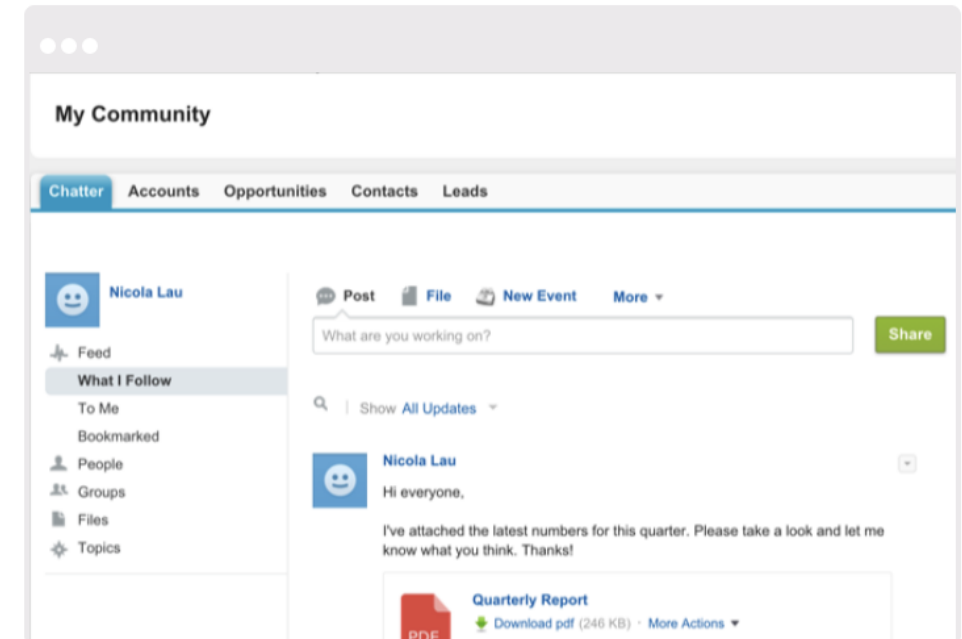 My Community
Chatter Accounts Opportunities Contacts Leads
Nicola Lau
Feed
What I Follow
To Me
Bookmarked
People
Groups
Files
Topics
Post File New Event More
What are you working on?
Share
Show All Updates
Nicola Lau
Hi everyone,
I've attached the latest numbers for this quarter. Please take a look and let me
know what you think. Thanks!
PDF
Quarterly Report
Download pdf (246 KB) · More Actions